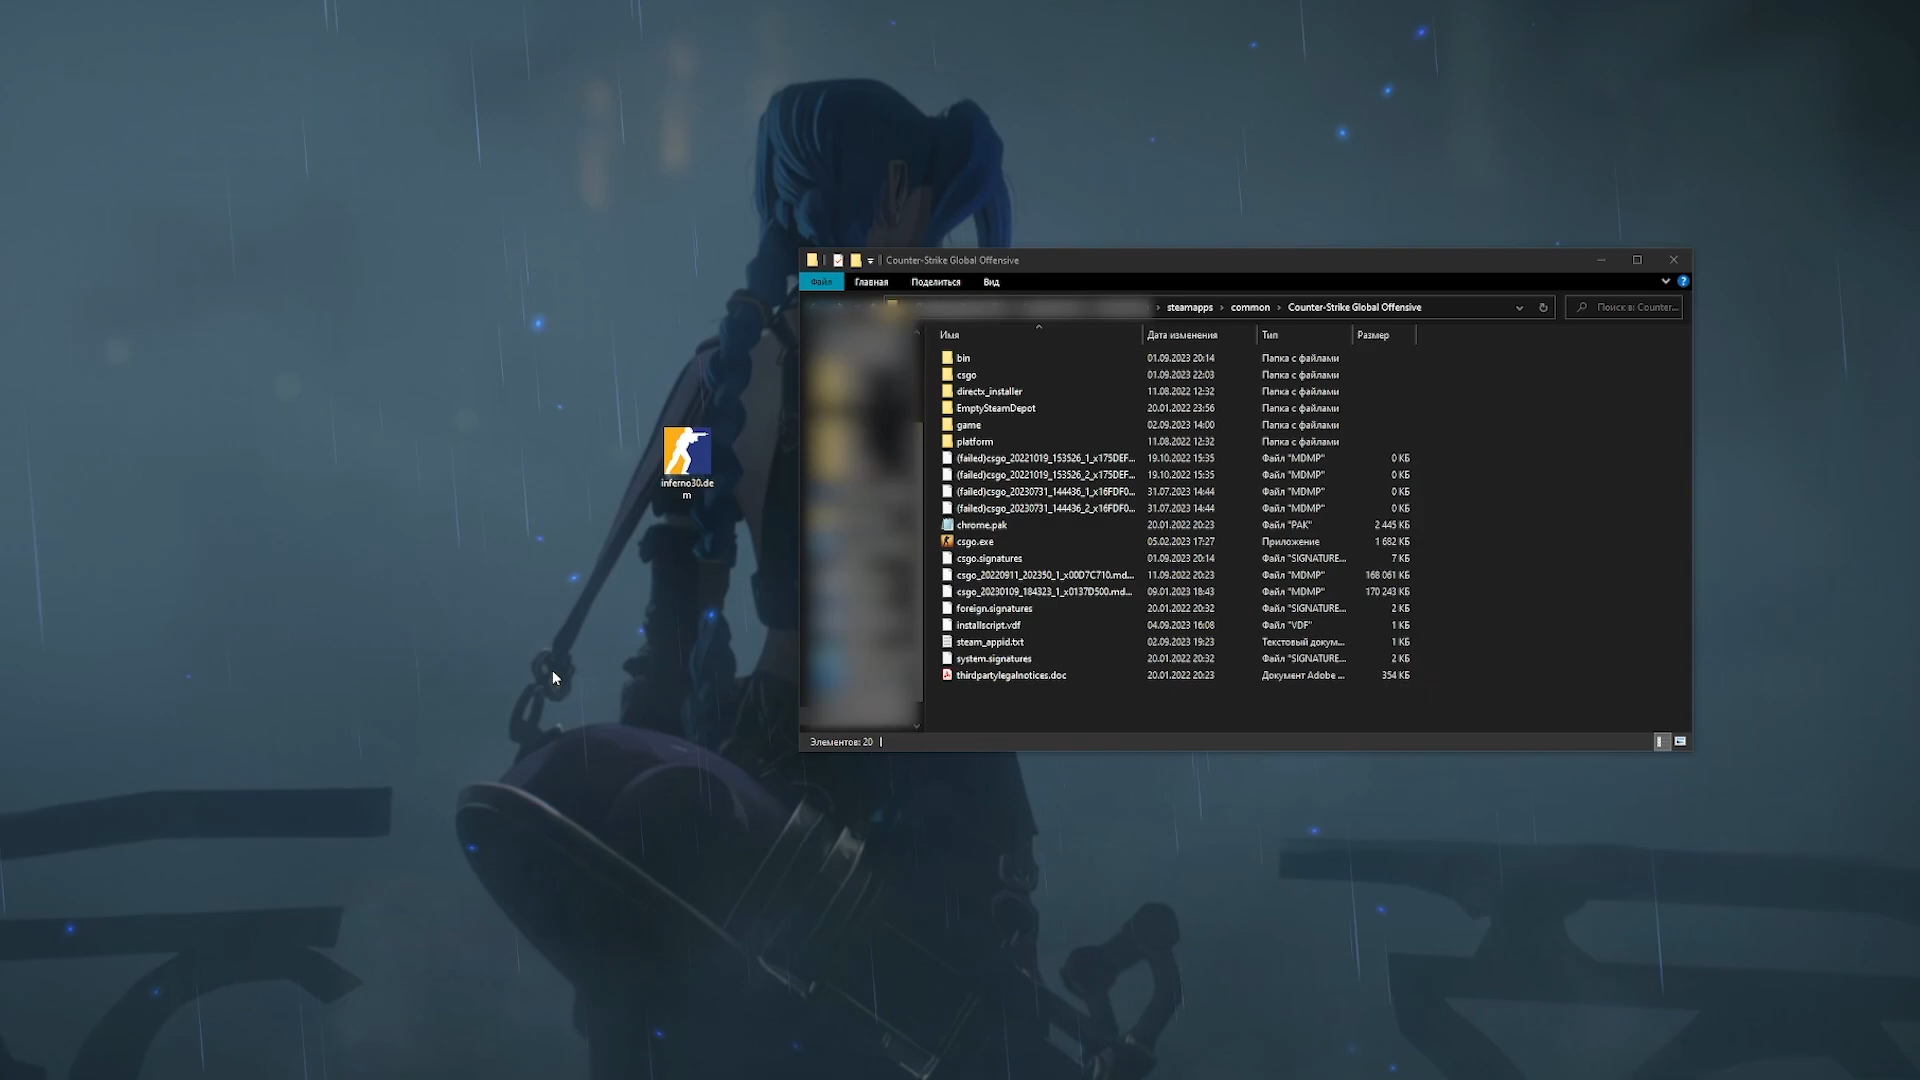 inferno30.de
m
Counter-Strike Global Offensive
Файл Главная Поделиться Вид
steamapps › common › Counter-Strike Global Offensive Поиск в: Counter...
Имя Дата изменения Тип Размер
bin 01.09.2023 20:14 Папка с файлами
csgo 01.09.2023 22:03 Папка с файлами
directx_installer 11.08.2022 12:32 Папка с файлами
EmptySteamDepot 20.01.2022 23:56 Папка с файлами
game 02.09.2023 14:00 Папка с файлами
platform 11.08.2022 12:32 Папка с файлами
(failed)csgo_20221019_153526_1_x175DEF... 19.10.2022 15:35 Файл "MDMP" 0 КБ
(failed)csgo_20221019_153526_2_x175DEF... 19.10.2022 15:35 Файл "MDMP" 0 КБ
(failed)csgo_20230731_144436_1_x16FDF0... 31.07.2023 14:44 Файл "MDMP" 0 КБ
(failed)csgo_20230731_144436_2_x16FDF0... 31.07.2023 14:44 Файл "MDMP" 0 КБ
chrome.pak 20.01.2022 20:23 Файл "PAK" 2 445 КБ
csgo.exe 05.02.2023 17:27 Приложение 1 682 КБ
csgo.signatures 01.09.2023 20:14 Файл "SIGNATURE... 7 КБ
csgo_20220911_202350_1_x00D7C710.md... 11.09.2022 20:23 Файл "MDMP" 168 061 КБ
csgo_20230109_184323_1_x0137D500.md... 09.01.2023 18:43 Файл "MDMP" 170 243 КБ
foreign.signatures 20.01.2022 20:32 Файл "SIGNATURE... 2 КБ
installscript.vdf 04.09.2023 16:08 Файл "VDF" 1 КБ
steam_appid.txt 02.09.2023 19:23 Текстовый докум... 1 КБ
system.signatures 20.01.2022 20:32 Файл "SIGNATURE... 2 КБ
thirdpartylegalnotices.doc 20.01.2022 20:23 Документ Adobe ... 354 КБ
Элементов: 20